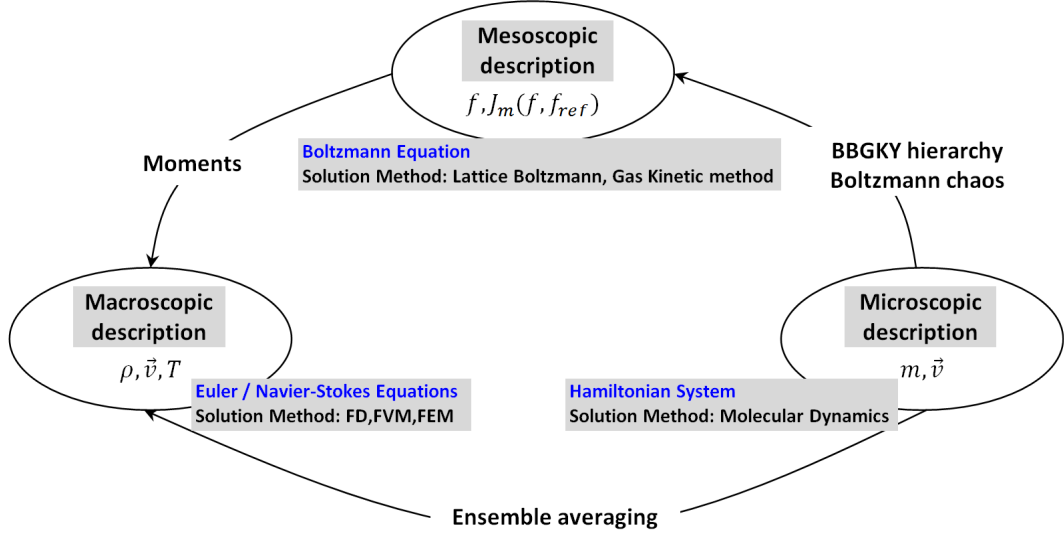 Mesoscopic
description
f, J_m(f, f_ref)
Boltzmann Equation
Solution Method: Lattice Boltzmann, Gas Kinetic method
Moments
BBGKY hierarchy
Boltzmann chaos
Macroscopic
description
ρ, v⃗, T
Euler / Navier-Stokes Equations
Solution Method: FD,FVM,FEM
Microscopic
description
m, v⃗
Hamiltonian System
Solution Method: Molecular Dynamics
Ensemble averaging